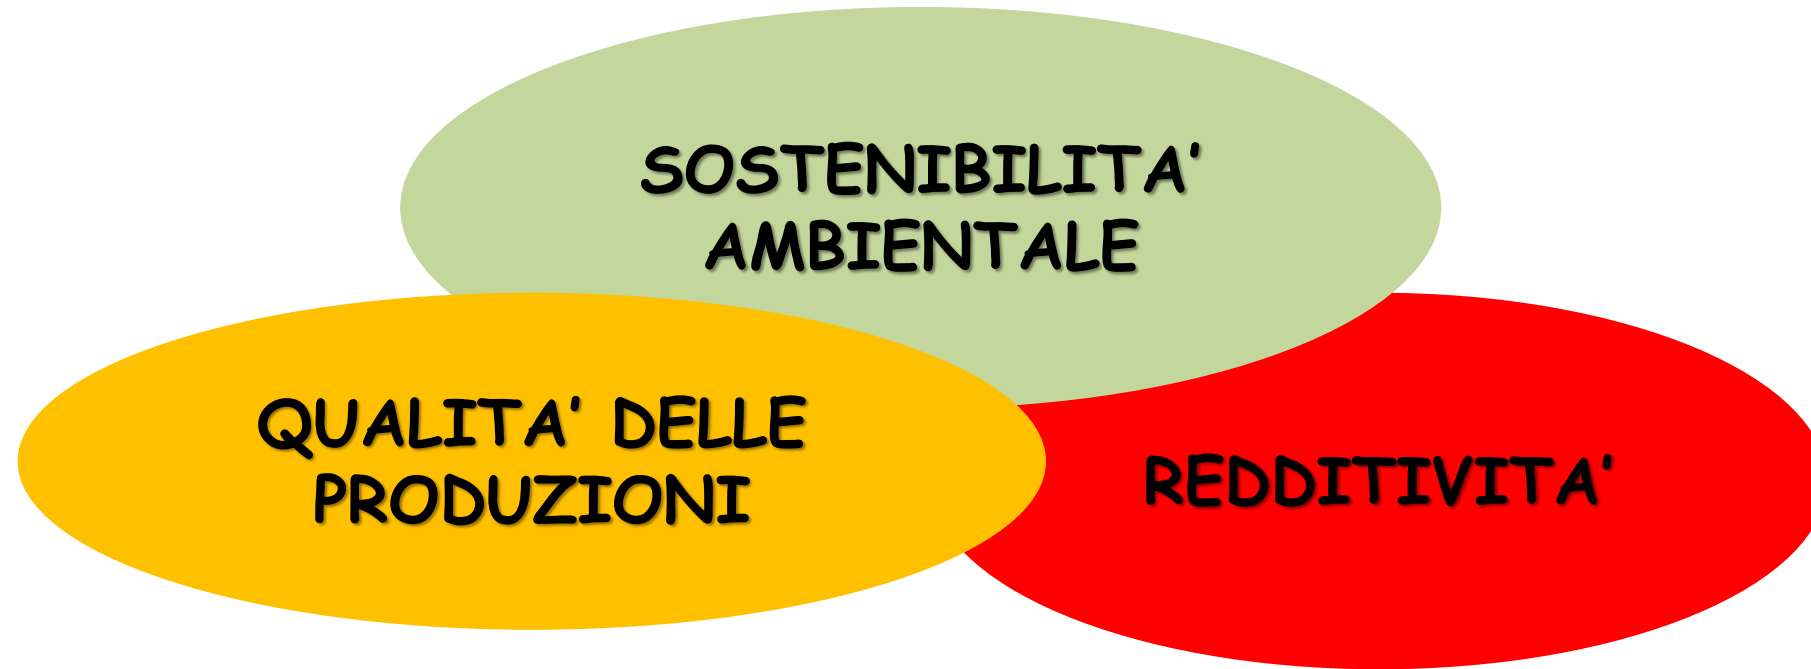 SOSTENIBILITA’
AMBIENTALE
QUALITA’ DELLE
PRODUZIONI
REDDITIVITA’